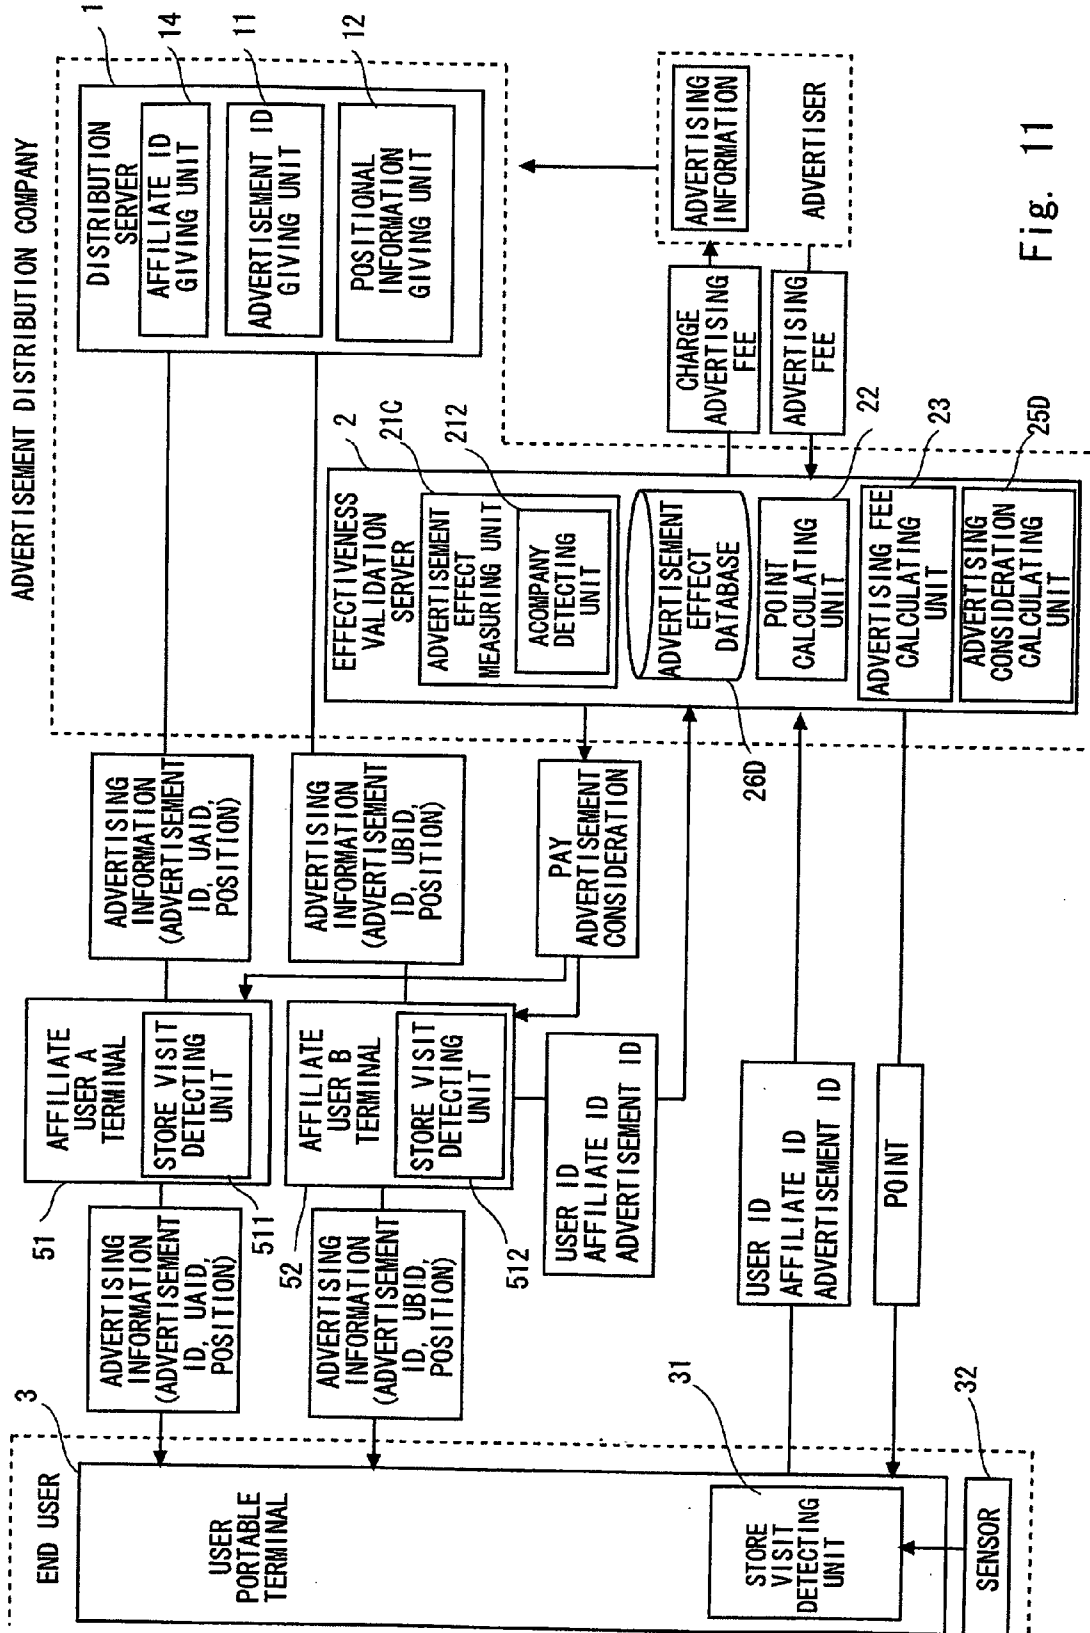 ADVERTISEMENT DISTRIBUTION COMPANY
1
DISTRIBUTION
SERVER
14
AFFILIATE ID
GIVING UNIT
11
ADVERTISEMENT ID
GIVING UNIT
12
POSITIONAL
INFORMATION
GIVING UNIT
ADVERTISING
INFORMATION
ADVERTISER
CHARGE
ADVERTISING
FEE
ADVERTISING
FEE
2
EFFECTIVENESS
VALIDATION
SERVER
21C
ADVERTISEMENT
EFFECT
MEASURING UNIT
212
ACOMPANY
DETECTING
UNIT
ADVERTISEMENT
EFFECT
DATABASE
26D
22
POINT
CALCULATING
UNIT
23
ADVERTISING FEE
CALCULATING
UNIT
25D
ADVERTISING
CONSIDERATION
CALCULATING
UNIT
ADVERTISING
INFORMATION
(ADVERTISEMENT
ID, UAID,
POSITION)
ADVERTISING
INFORMATION
(ADVERTISEMENT
ID, UBID,
POSITION)
PAY
ADVERTISEMENT
CONSIDERATION
AFFILIATE
USER A
TERMINAL
51
STORE VISIT
DETECTING
UNIT
511
AFFILIATE
USER B
TERMINAL
52
STORE VISIT
DETECTING
UNIT
512
USER ID
AFFILIATE ID
ADVERTISEMENT ID
USER ID
AFFILIATE ID
ADVERTISEMENT ID
POINT
ADVERTISING
INFORMATION
(ADVERTISEMENT
ID, UAID,
POSITION)
ADVERTISING
INFORMATION
(ADVERTISEMENT
ID, UBID,
POSITION)
END USER
3
USER
PORTABLE
TERMINAL
31
STORE
VISIT
DETECTING
UNIT
32
SENSOR
Fig. 11